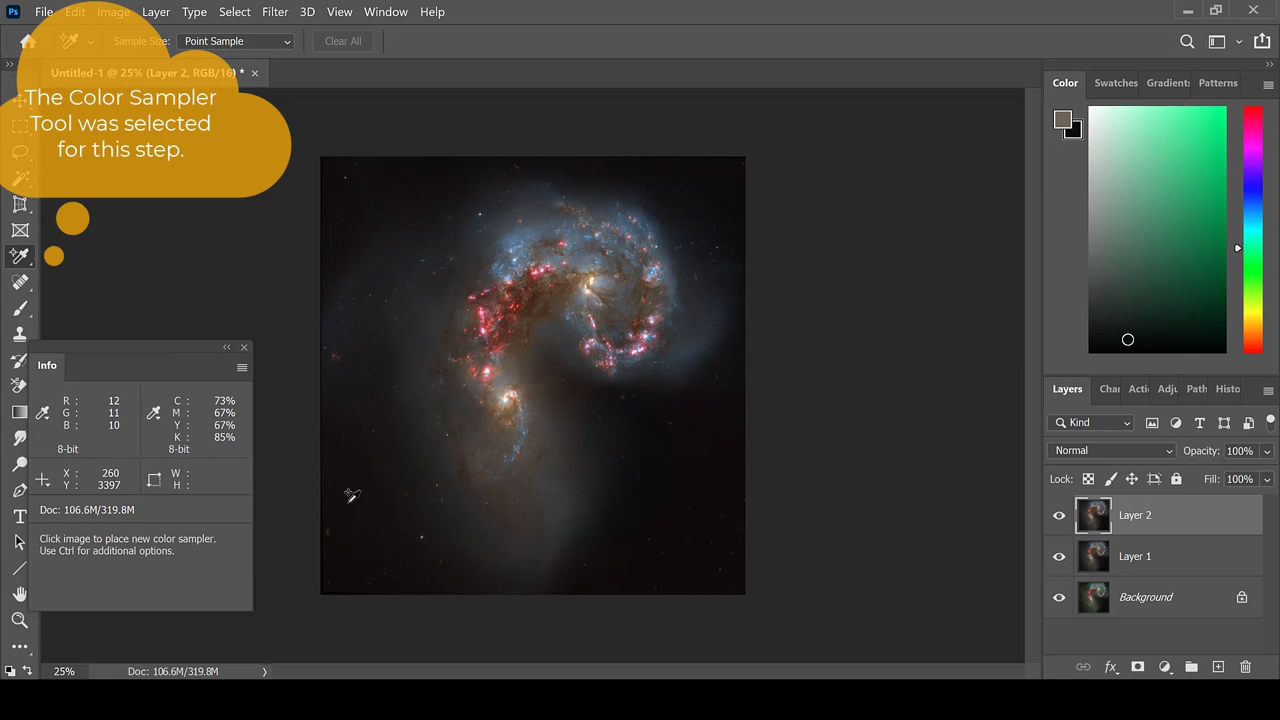 Ps File Edit Image Layer Type Select Filter 3D View Window Help
Sample Size: Point Sample Clear All
Untitled-1 @ 25% (Layer 2, RGB/16) *
The Color Sampler
Tool was selected
for this step.
Info
R : 12 C : 73%
G : 11 M : 67%
B : 10 Y : 67%
K : 85%
8-bit 8-bit
X : 260 W :
Y : 3397 H :
Doc: 106.6M/319.8M
Click image to place new color sampler.
Use Ctrl for additional options.
25% Doc: 106.6M/319.8M
Color Swatches Gradients Patterns
Layers Cha Acti Adju Path Histo
Kind
Normal Opacity: 100%
Lock: Fill: 100%
Layer 2
Layer 1
Background
fx